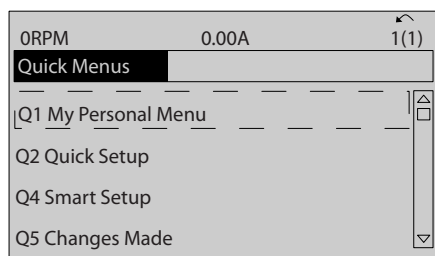 0RPM 0.00A 1(1)
Quick Menus
Q1 My Personal Menu
Q2 Quick Setup
Q4 Smart Setup
Q5 Changes Made